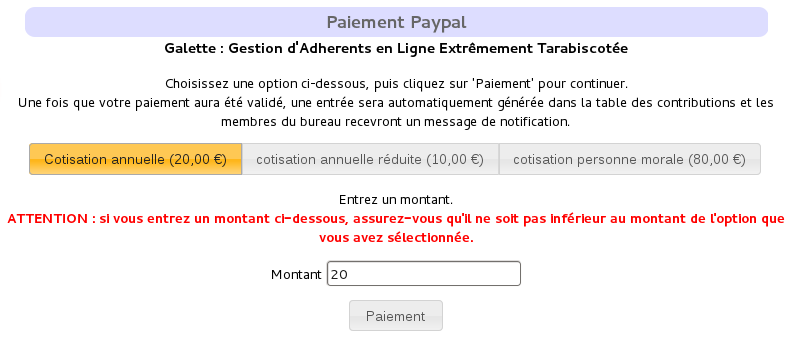 Paiement Paypal
Galette : Gestion d'Adherents en Ligne Extrêmement Tarabiscotée
Choisissez une option ci-dessous, puis cliquez sur 'Paiement' pour continuer.
Une fois que votre paiement aura été validé, une entrée sera automatiquement générée dans la table des contributions et les
membres du bureau recevront un message de notification.
Cotisation annuelle (20,00 €) cotisation annuelle réduite (10,00 €) cotisation personne morale (80,00 €)
Entrez un montant.
ATTENTION : si vous entrez un montant ci-dessous, assurez-vous qu'il ne soit pas inférieur au montant de l'option que
vous avez sélectionnée.
Montant 20
Paiement